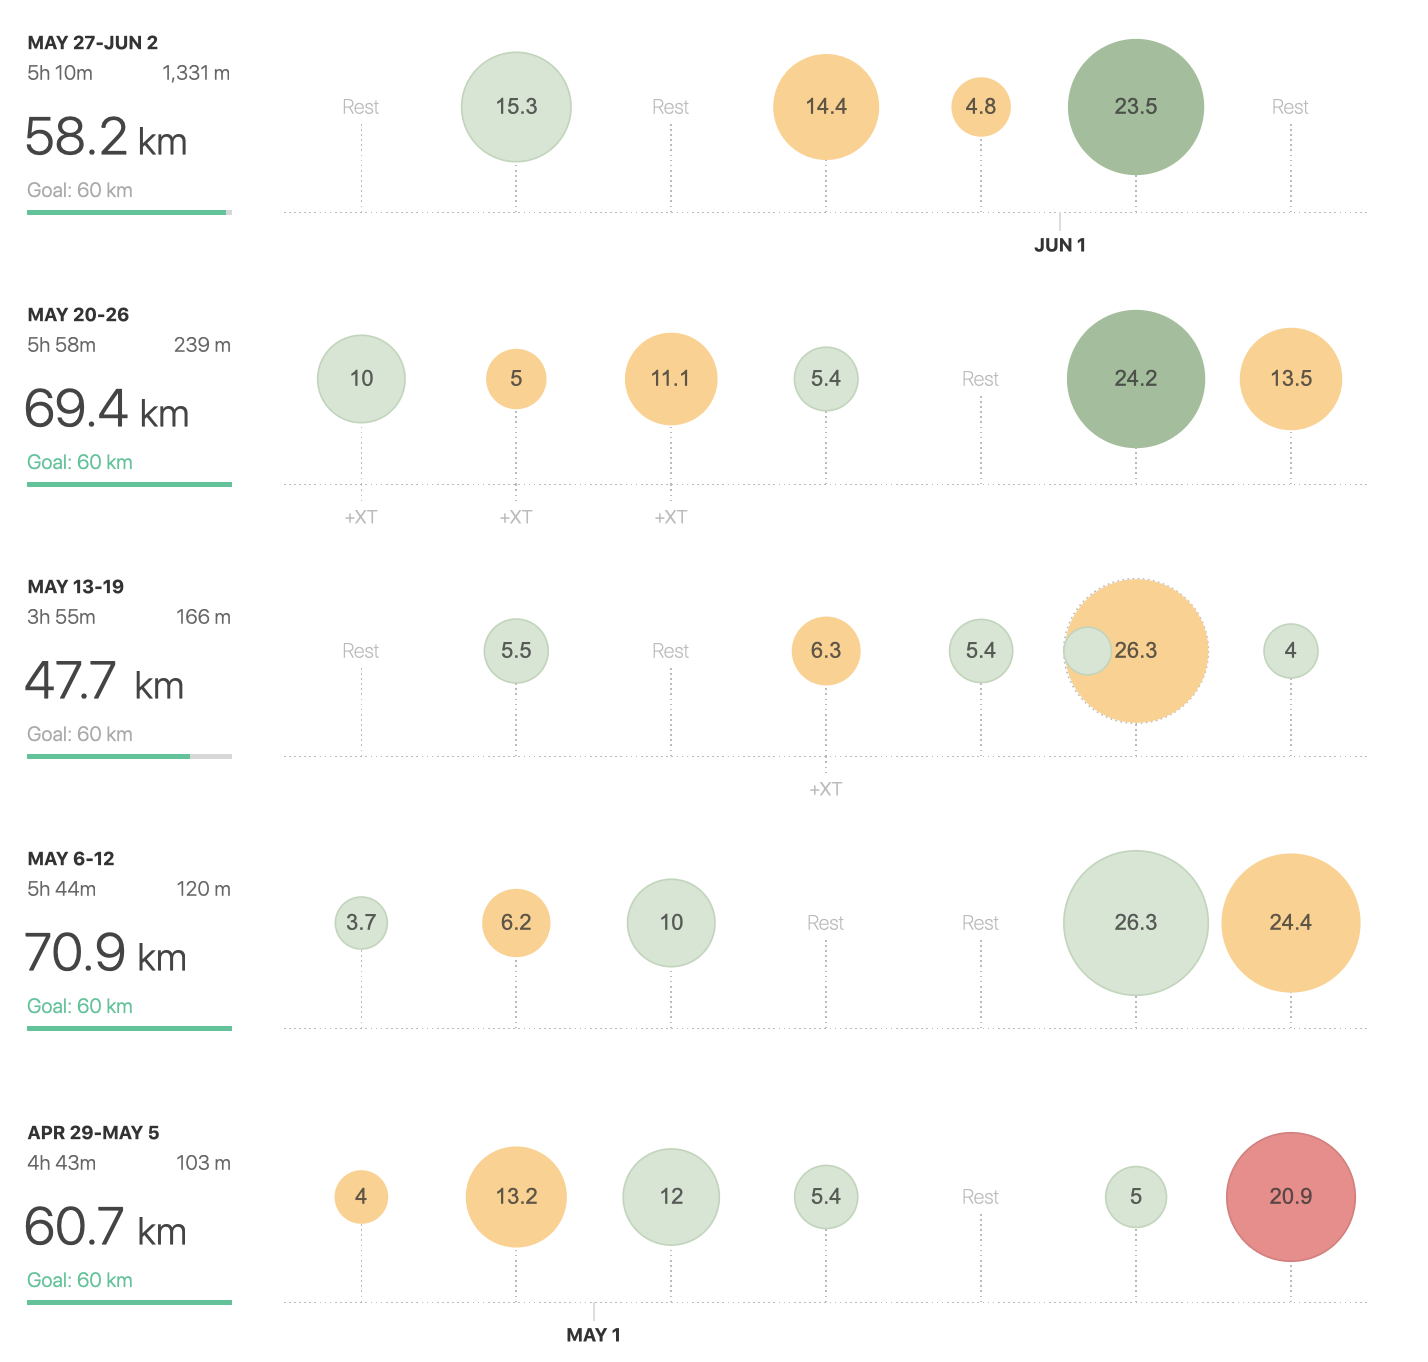 MAY 27-JUN 2
5h 10m 1,331 m
58.2 km
Goal: 60 km
Rest 15.3 Rest 14.4 4.8 23.5 Rest
JUN 1
MAY 20-26
5h 58m 239 m
69.4 km
Goal: 60 km
10 5 11.1 5.4 Rest 24.2 13.5
+XT +XT +XT
MAY 13-19
3h 55m 166 m
47.7 km
Goal: 60 km
Rest 5.5 Rest 6.3 5.4 26.3 4
+XT
MAY 6-12
5h 44m 120 m
70.9 km
Goal: 60 km
3.7 6.2 10 Rest Rest 26.3 24.4
APR 29-MAY 5
4h 43m 103 m
60.7 km
Goal: 60 km
4 13.2 12 5.4 Rest 5 20.9
MAY 1